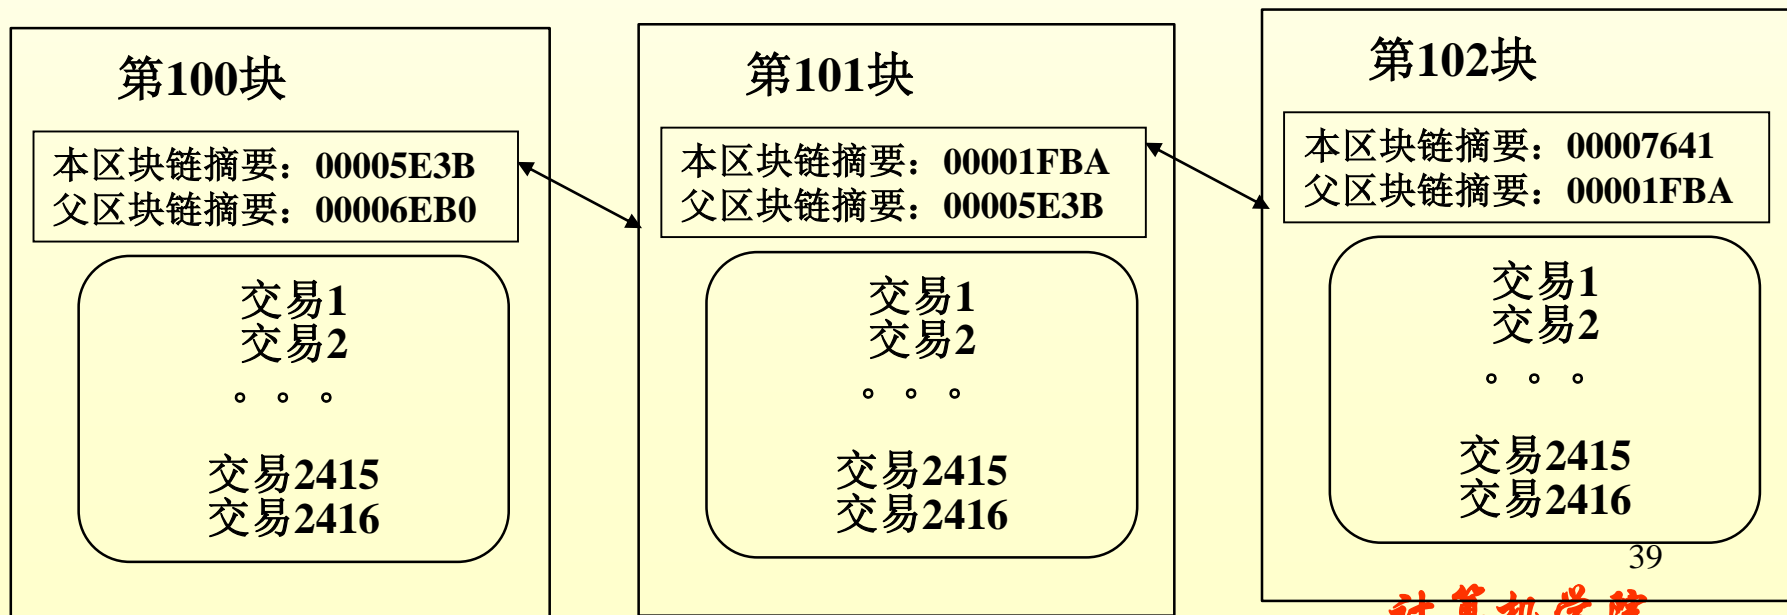 第100块
本区块链摘要：00005E3B
父区块链摘要：00006EB0
交易1
交易2
。。。
交易2415
交易2416
第101块
本区块链摘要：00001FBA
父区块链摘要：00005E3B
交易1
交易2
。。。
交易2415
交易2416
第102块
本区块链摘要：00007641
父区块链摘要：00001FBA
交易1
交易2
。。。
交易2415
交易2416
39
计算机学院